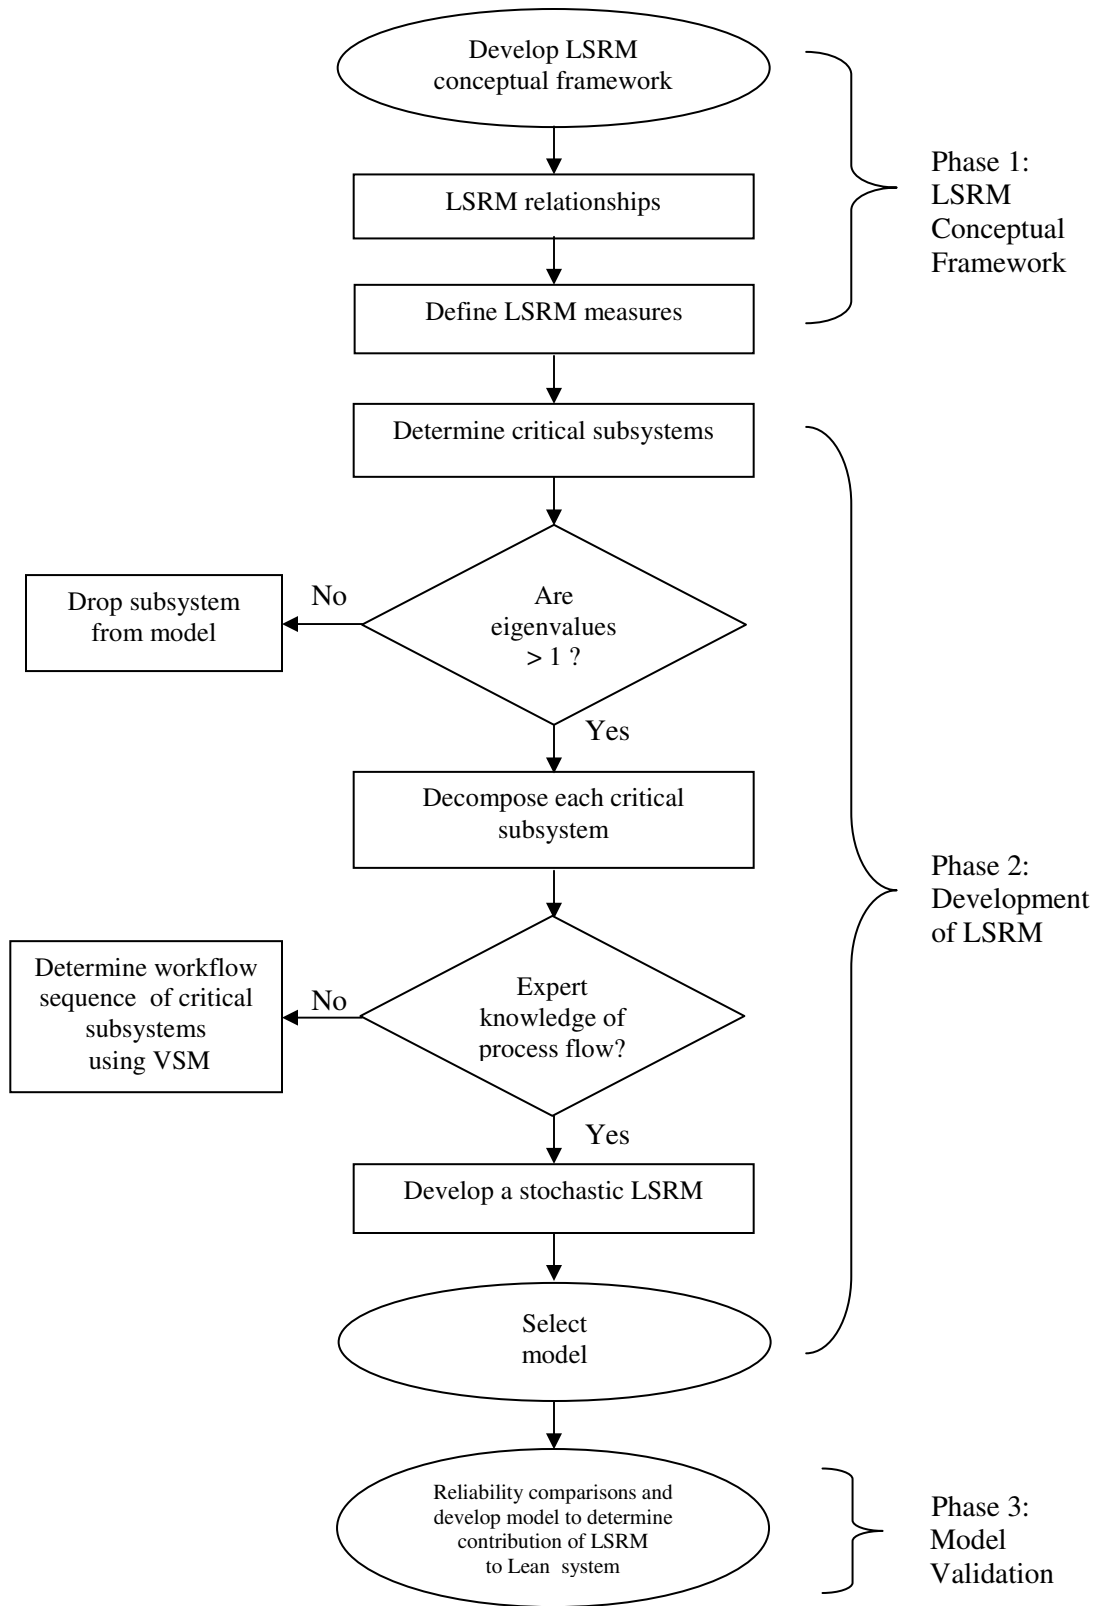 Develop LSRM
conceptual framework
LSRM relationships
Define LSRM measures
Phase 1:
LSRM
Conceptual
Framework
Determine critical subsystems
Are
eigenvalues
> 1 ?
No
Drop subsystem
from model
Yes
Decompose each critical
subsystem
Expert
knowledge of
process flow?
No
Determine workflow
sequence of critical
subsystems
using VSM
Yes
Develop a stochastic LSRM
Select
model
Phase 2:
Development
of LSRM
Reliability comparisons and
develop model to determine
contribution of LSRM
to Lean system
Phase 3:
Model
Validation